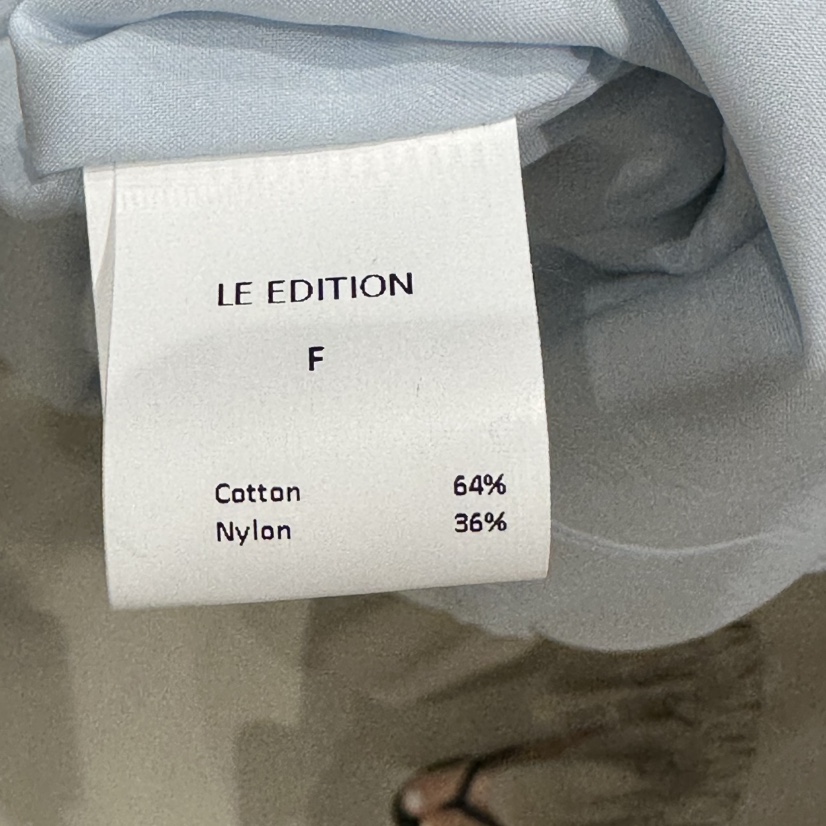 LE EDITION
F
Cotton 64%
Nylon 36%